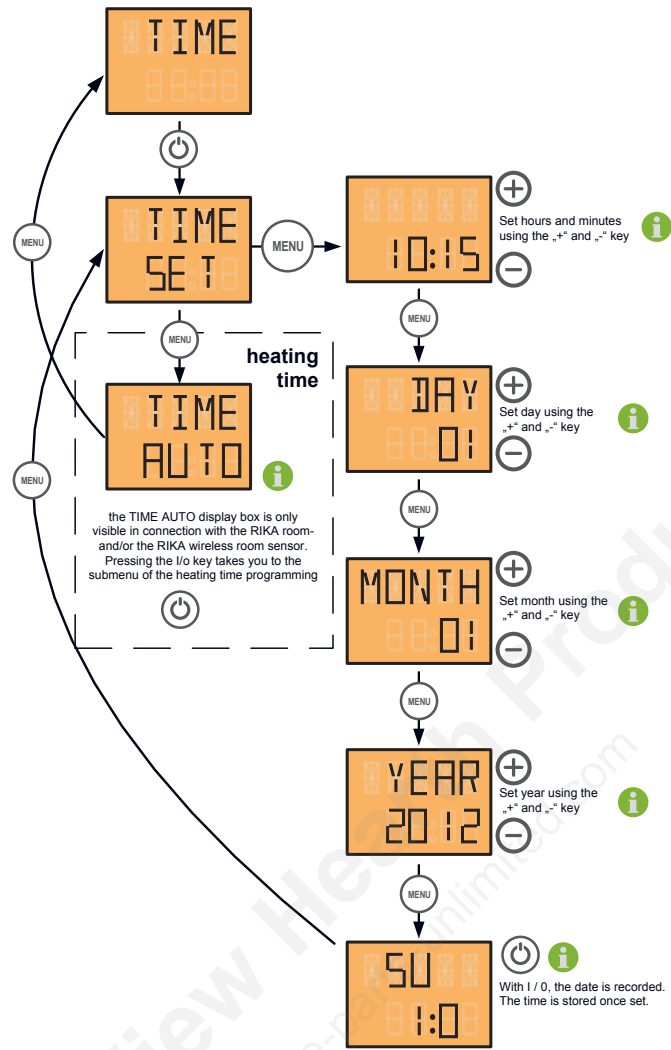 TIME
TIME
SET
MENU
MENU
MENU
heating
time
TIME
AUTO
i
the TIME AUTO display box is only
visible in connection with the RIKA room-
and/or the RIKA wireless room sensor.
Pressing the I/o key takes you to the
submenu of the heating time programming
MENU
10:15
Set hours and minutes
using the „+“ and „-“ key
i
MENU
DAY
01
Set day using the
„+“ and „-“ key
i
MENU
MONTH
01
Set month using the
„+“ and „-“ key
i
MENU
YEAR
2012
Set year using the
„+“ and „-“ key
i
MENU
SU
1:0
i
With I / 0, the date is recorded.
The time is stored once set.